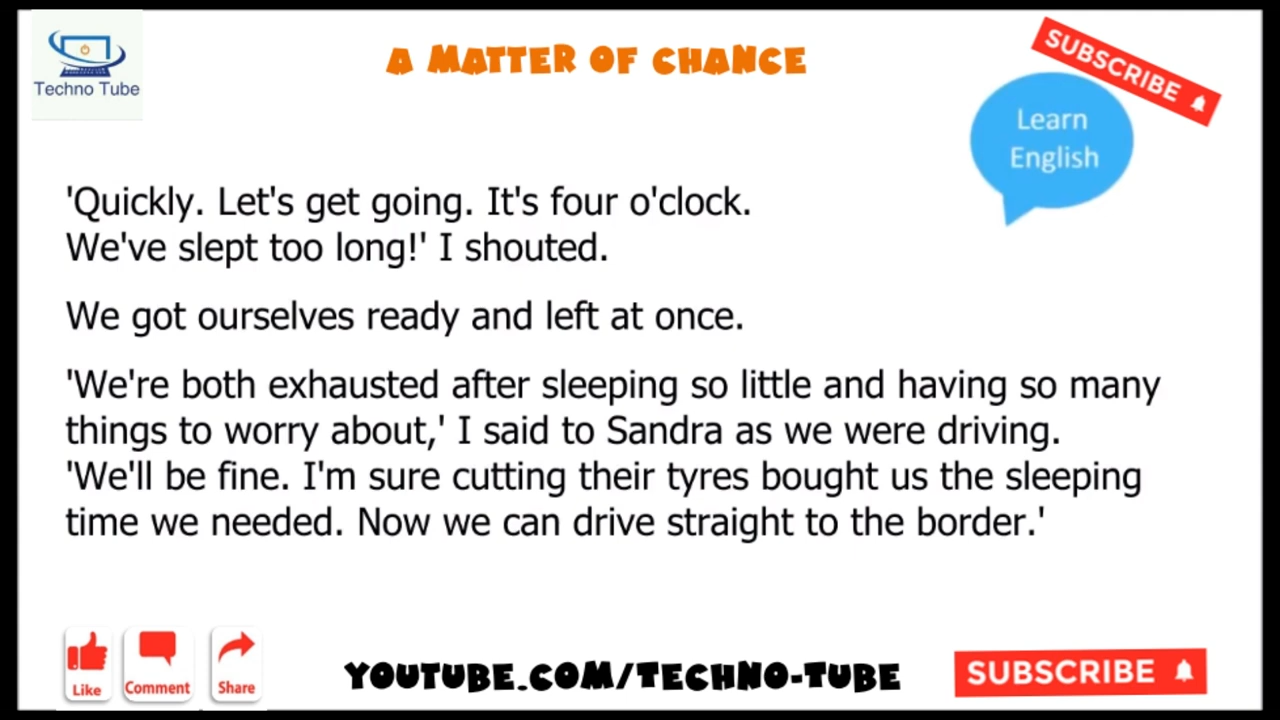 Techno Tube
A MATTER OF CHANCE
SUBSCRIBE
Learn
English
'Quickly. Let's get going. It's four o'clock.
We've slept too long!' I shouted.
We got ourselves ready and left at once.
'We're both exhausted after sleeping so little and having so many
things to worry about,' I said to Sandra as we were driving.
'We'll be fine. I'm sure cutting their tyres bought us the sleeping
time we needed. Now we can drive straight to the border.'
Like
Comment
Share
YOUTUBE.COM/TECHNO-TUBE
SUBSCRIBE